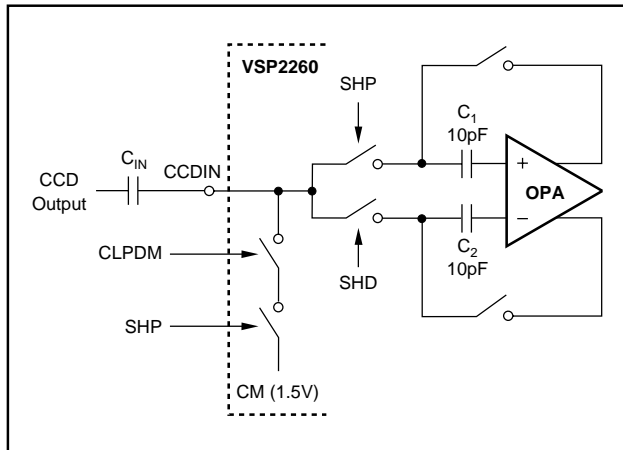 VSP2260
SHP
C1
10pF
CIN
CCDIN
CCD
Output
+
OPA
–
C2
10pF
CLPDM
SHD
SHP
CM (1.5V)